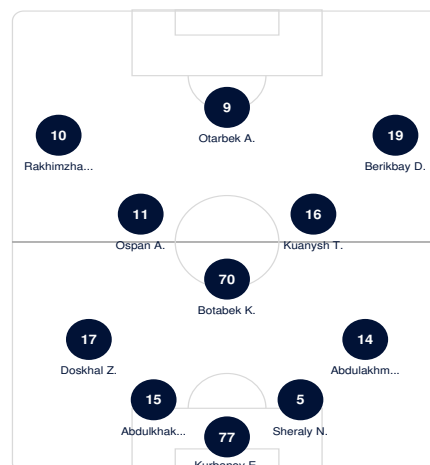 9
Otarbek A.
10
Rakhimzha...
19
Berikbay D.
11
Ospan A.
16
Kuanysh T.
70
Botabek K.
17
Doskhal Z.
14
Abdulakhm...
15
Abdulkhak...
5
Sheraly N.
77